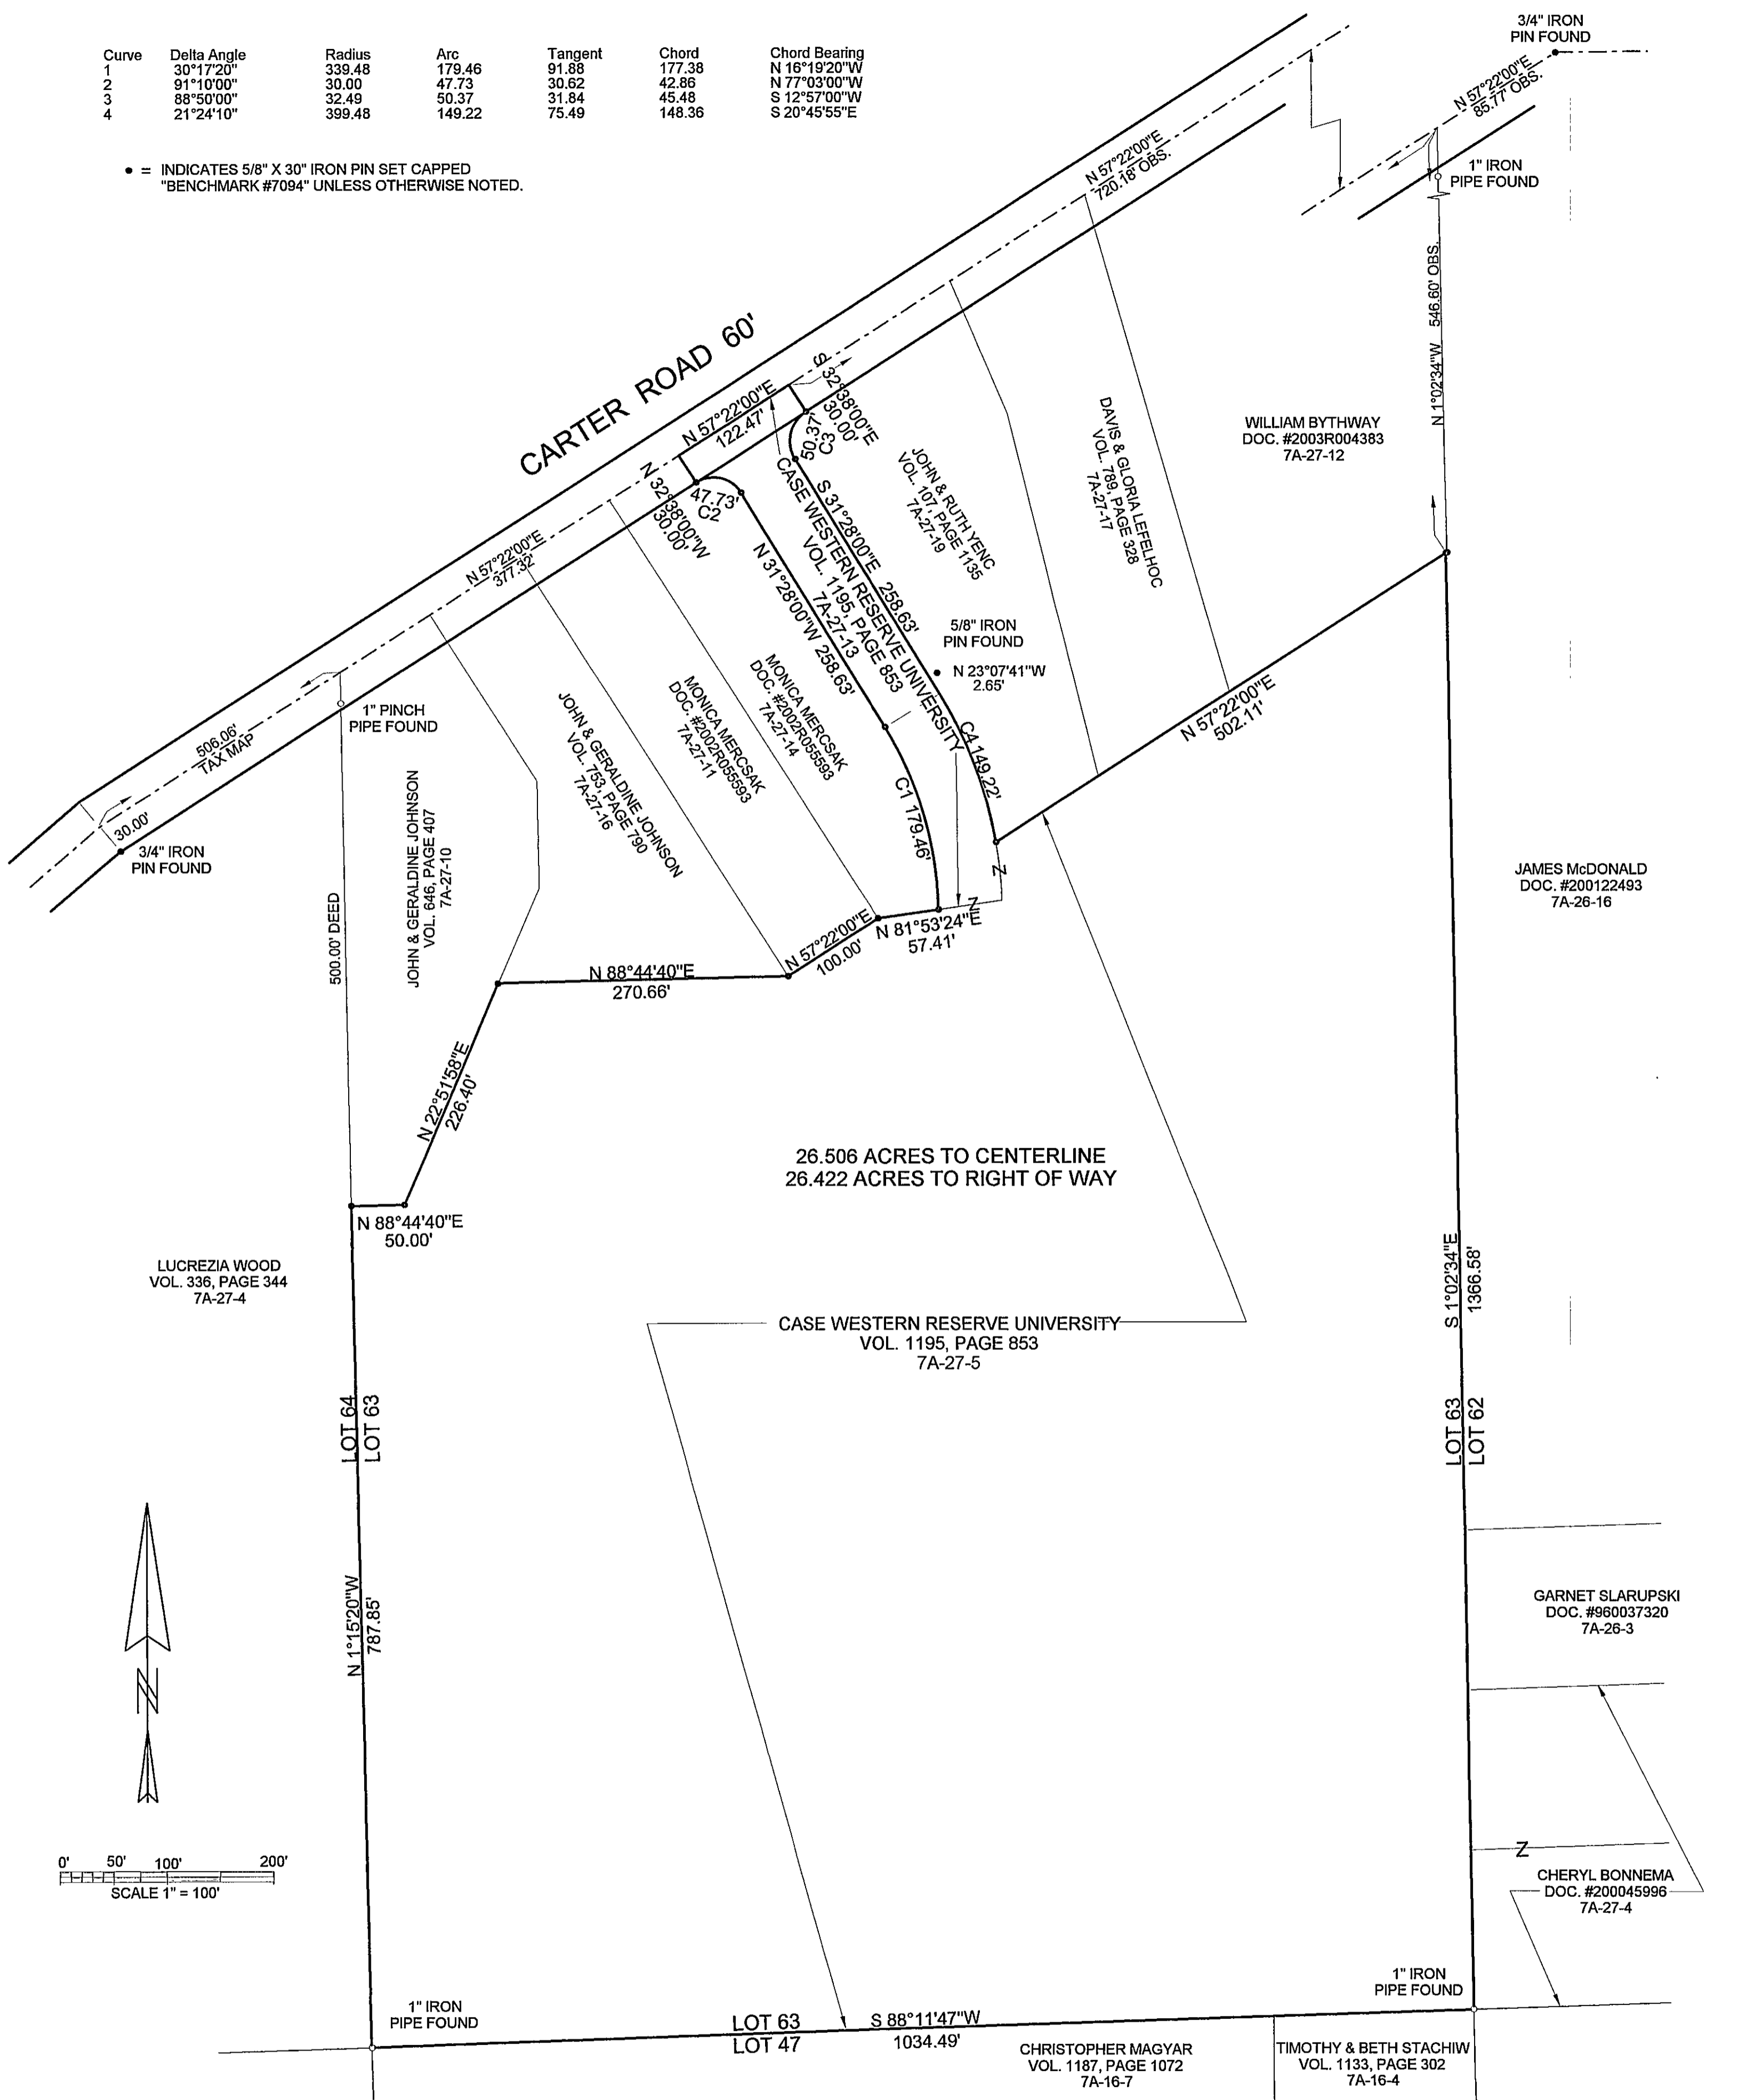 Curve Delta Angle Radius Arc Tangent Chord Chord Bearing
1 30°17'20" 339.48 179.46 91.88 177.38 N 16°19'20"W
2 91°10'00" 30.00 47.73 30.62 42.86 N 77°03'00"W
3 88°50'00" 32.49 50.37 31.84 45.48 S 12°57'00"W
4 21°24'10" 399.48 149.22 75.49 148.36 S 20°45'55"E
• = INDICATES 5/8" X 30" IRON PIN SET CAPPED
"BENCHMARK #7094" UNLESS OTHERWISE NOTED.
3/4" IRON
PIN FOUND
N 57°22'00"E
85.77' OBS.
1" IRON
PIPE FOUND
N 57°22'00"E
720.18' OBS.
N 1°02'34"W 546.60' OBS.
CARTER ROAD 60'
N 57°22'00"E
122.47'
S 32°38'00"E
30.00'
50.37'
C3
N 32°38'00"W
30.00'
47.73'
C2
N 57°22'00"E
377.32'
506.06'
TAX MAP
30.00'
3/4" IRON
PIN FOUND
1" PINCH
PIPE FOUND
500.00' DEED
JOHN & GERALDINE JOHNSON
VOL. 646, PAGE 407
7A-27-10
JOHN & GERALDINE JOHNSON
VOL. 753, PAGE 790
7A-27-16
MONICA MERCSAK
DOC. #2002R055593
7A-27-11
MONICA MERCSAK
DOC. #2002R055593
7A-27-14
N 31°28'00"W 258.63'
CASE WESTERN RESERVE UNIVERSITY
VOL. 1195, PAGE 853
7A-27-13
S 31°28'00"E 258.63'
JOHN & RUTH YENC
VOL. 107, PAGE 1135
7A-27-19
DAVIS & GLORIA LEFELHOC
VOL. 789, PAGE 328
7A-27-17
WILLIAM BYTHWAY
DOC. #2003R004383
7A-27-12
5/8" IRON
PIN FOUND
N 23°07'41"W
2.65'
C4 149.22'
C1 179.46'
N 57°22'00"E
502.11'
Z
Z
N 81°53'24"E
57.41'
N 57°22'00"E
100.00'
N 88°44'40"E
270.66'
N 22°51'58"E
226.40'
N 88°44'40"E
50.00'
JAMES McDONALD
DOC. #200122493
7A-26-16
26.506 ACRES TO CENTERLINE
26.422 ACRES TO RIGHT OF WAY
LUCREZIA WOOD
VOL. 336, PAGE 344
7A-27-4
CASE WESTERN RESERVE UNIVERSITY
VOL. 1195, PAGE 853
7A-27-5
S 1°02'34"E
1366.58'
LOT 64
LOT 63
LOT 63
LOT 62
N 1°15'20"W
787.85'
N
GARNET SLARUPSKI
DOC. #960037320
7A-26-3
Z
CHERYL BONNEMA
DOC. #200045996
7A-27-4
0' 50' 100' 200'
SCALE 1" = 100'
1" IRON
PIPE FOUND
1" IRON
PIPE FOUND
LOT 63
LOT 47
S 88°11'47"W
1034.49'
CHRISTOPHER MAGYAR
VOL. 1187, PAGE 1072
7A-16-7
TIMOTHY & BETH STACHIW
VOL. 1133, PAGE 302
7A-16-4